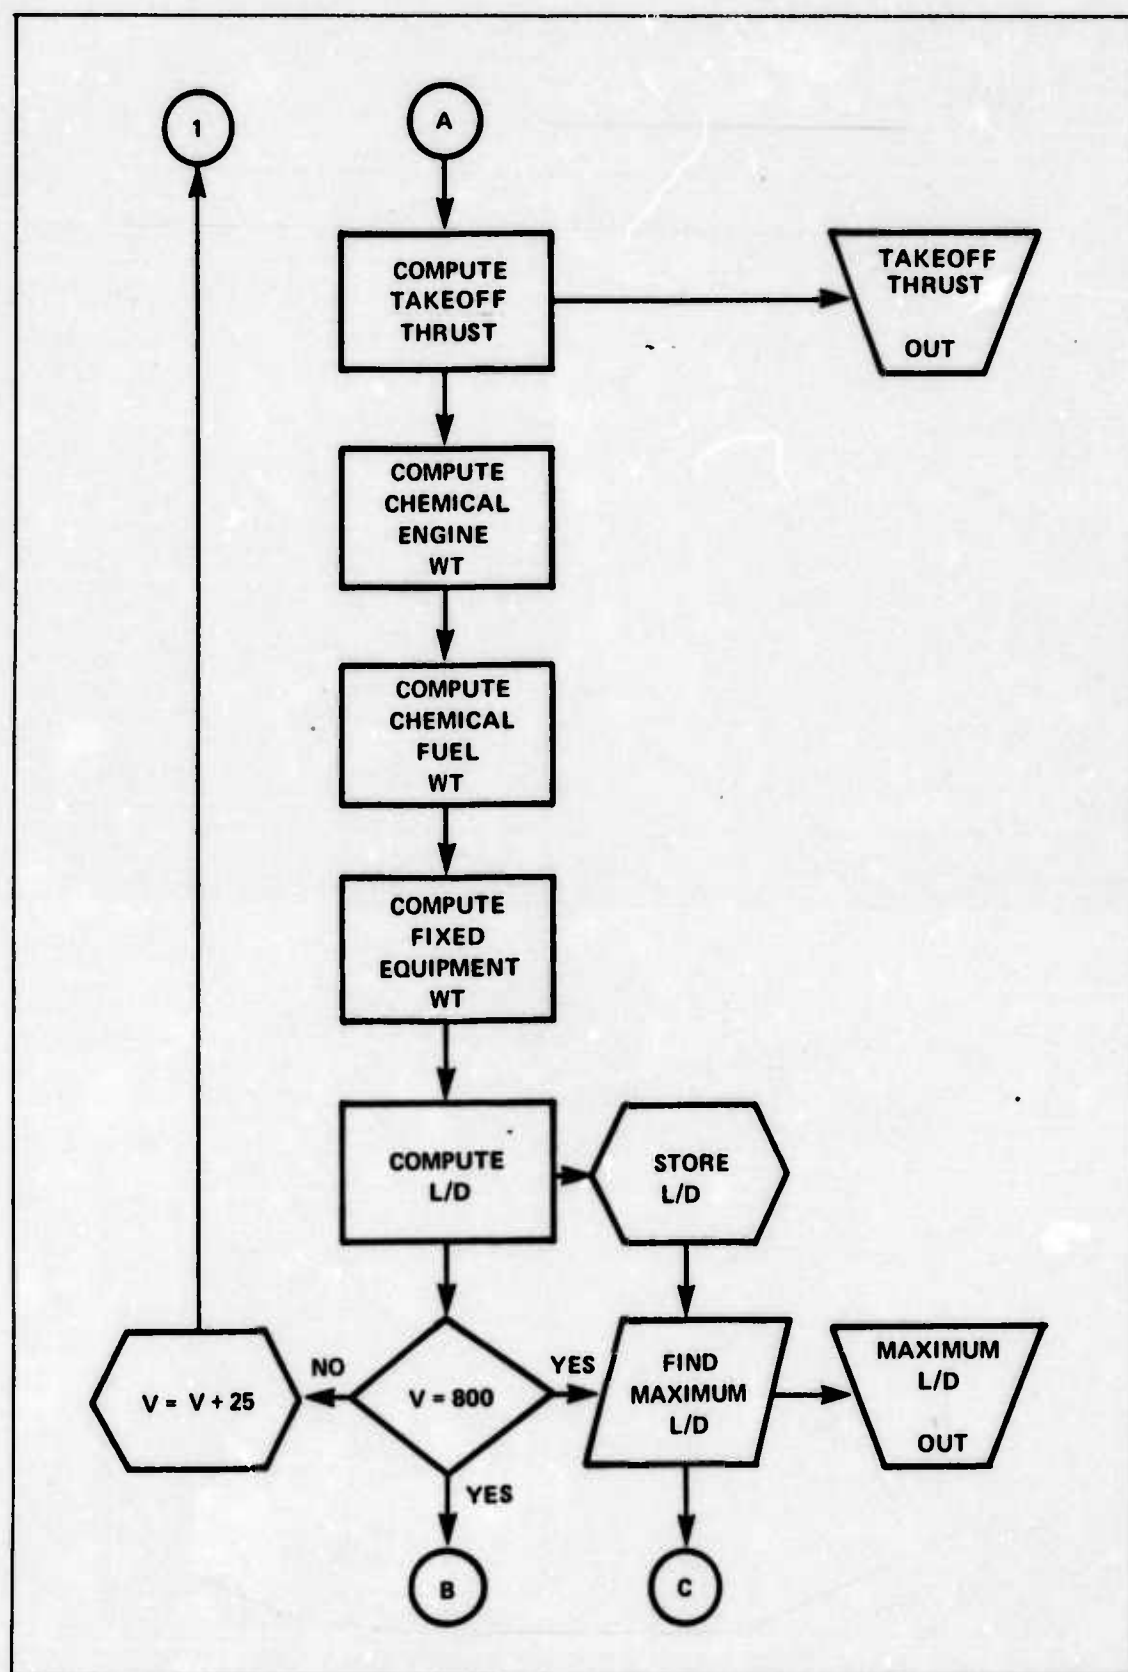 1
A
COMPUTE
TAKEOFF
THRUST
TAKEOFF
THRUST
OUT
COMPUTE
CHEMICAL
ENGINE
WT
COMPUTE
CHEMICAL
FUEL
WT
COMPUTE
FIXED
EQUIPMENT
WT
COMPUTE
L/D
STORE
L/D
V = V + 25
NO
V = 800
YES
YES
FIND
MAXIMUM
L/D
MAXIMUM
L/D
OUT
B
C